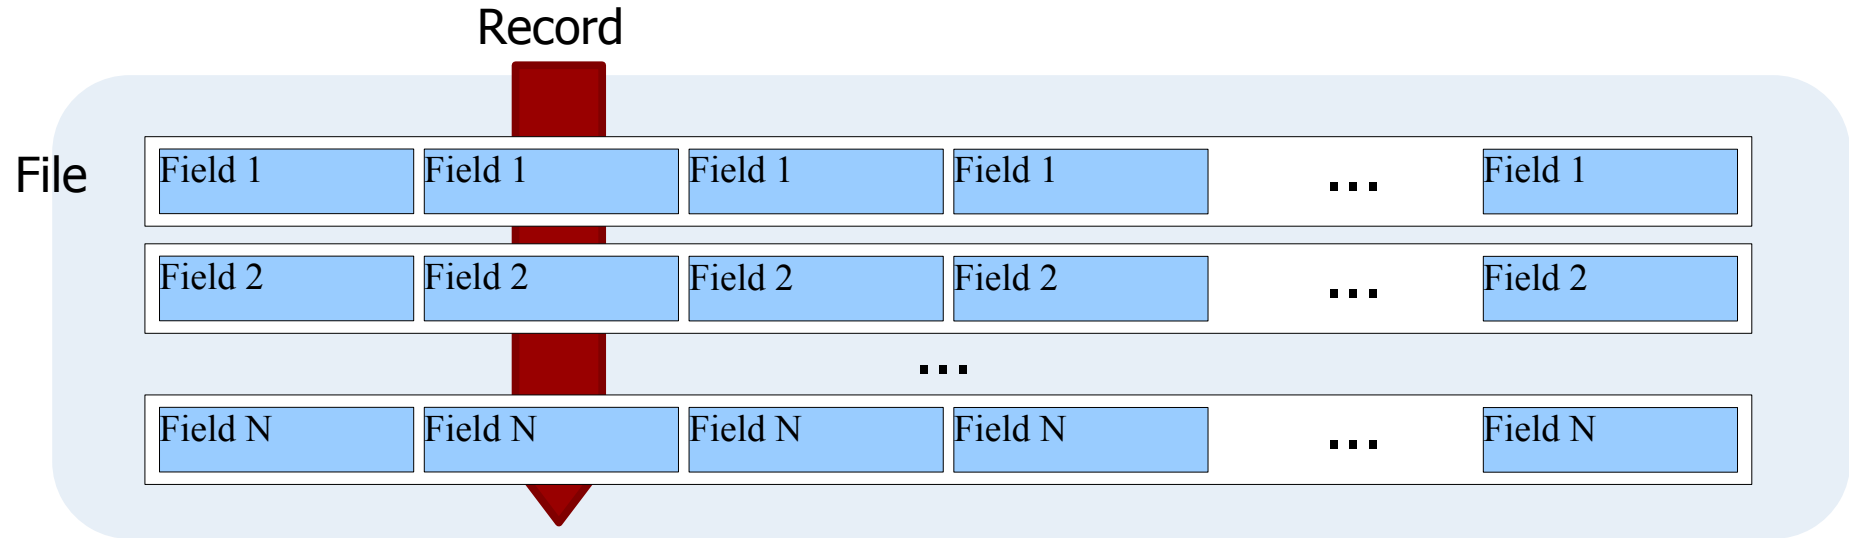 Record
File
Field 1 Field 1 Field 1 Field 1 ... Field 1
Field 2 Field 2 Field 2 Field 2 ... Field 2
...
Field N Field N Field N Field N ... Field N